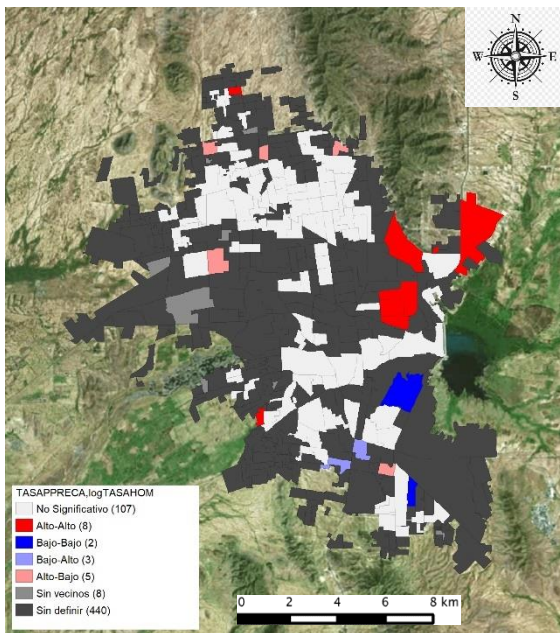 N
W E
S
TASAPPRECA,logTASAHOM
No Significativo (107)
Alto-Alto (8)
Bajo-Bajo (2)
Bajo-Alto (3)
Alto-Bajo (5)
Sin vecinos (8)
Sin definir (440)
0 2 4 6 8 km